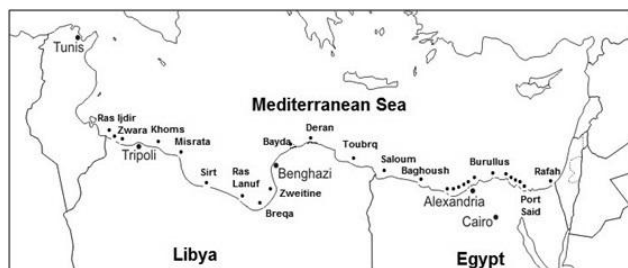 Tunis
Mediterranean Sea
Ras Ijdir
Zwara
Khoms
Misrata
Tripoli
Sirt
Ras
Lanuf
Breqa
Zweitine
Benghazi
Bayda
Deran
Toubrq
Saloum
Baghoush
Burullus
Rafah
Alexandria
Port
Said
Cairo
Libya
Egypt